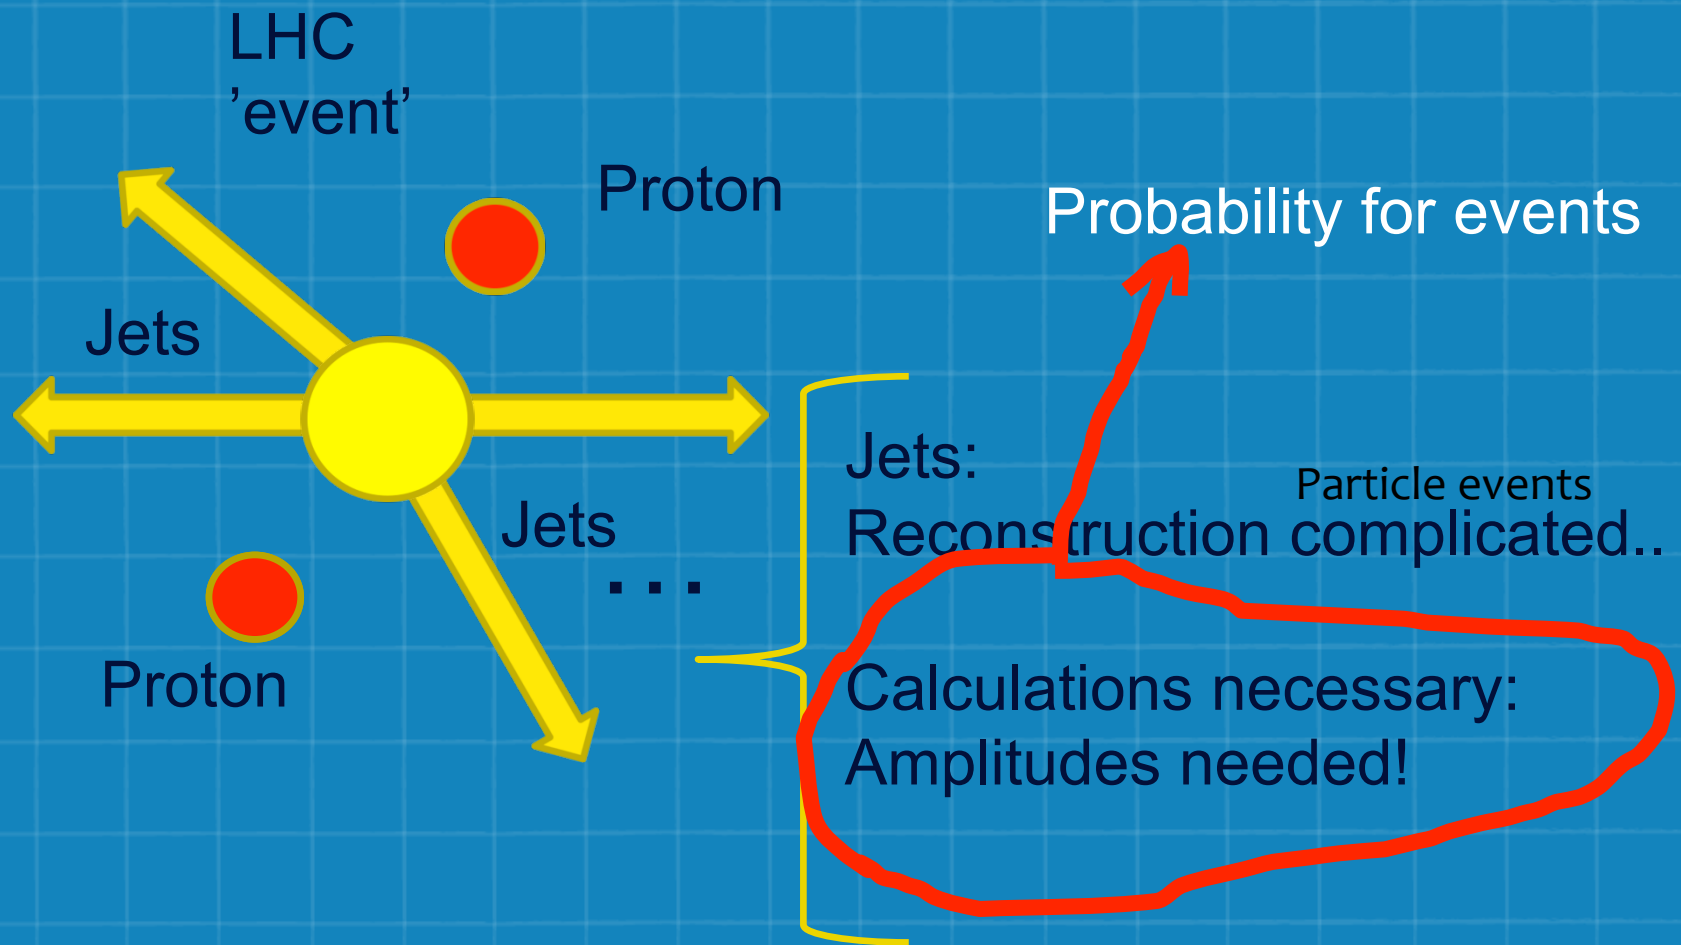 LHC
’event’
Proton
Probability for events
Jets
Jets:
Particle events
Reconstruction complicated..
Jets
...
Proton
Calculations necessary:
Amplitudes needed!